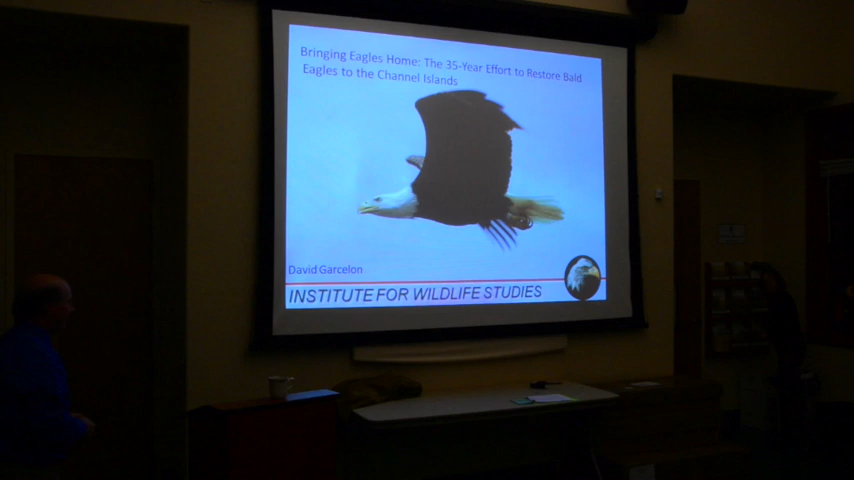 Bringing Eagles Home: The 35-Year Effort to Restore Bald
Eagles to the Channel Islands
David Garcelon
INSTITUTE FOR WILDLIFE STUDIES